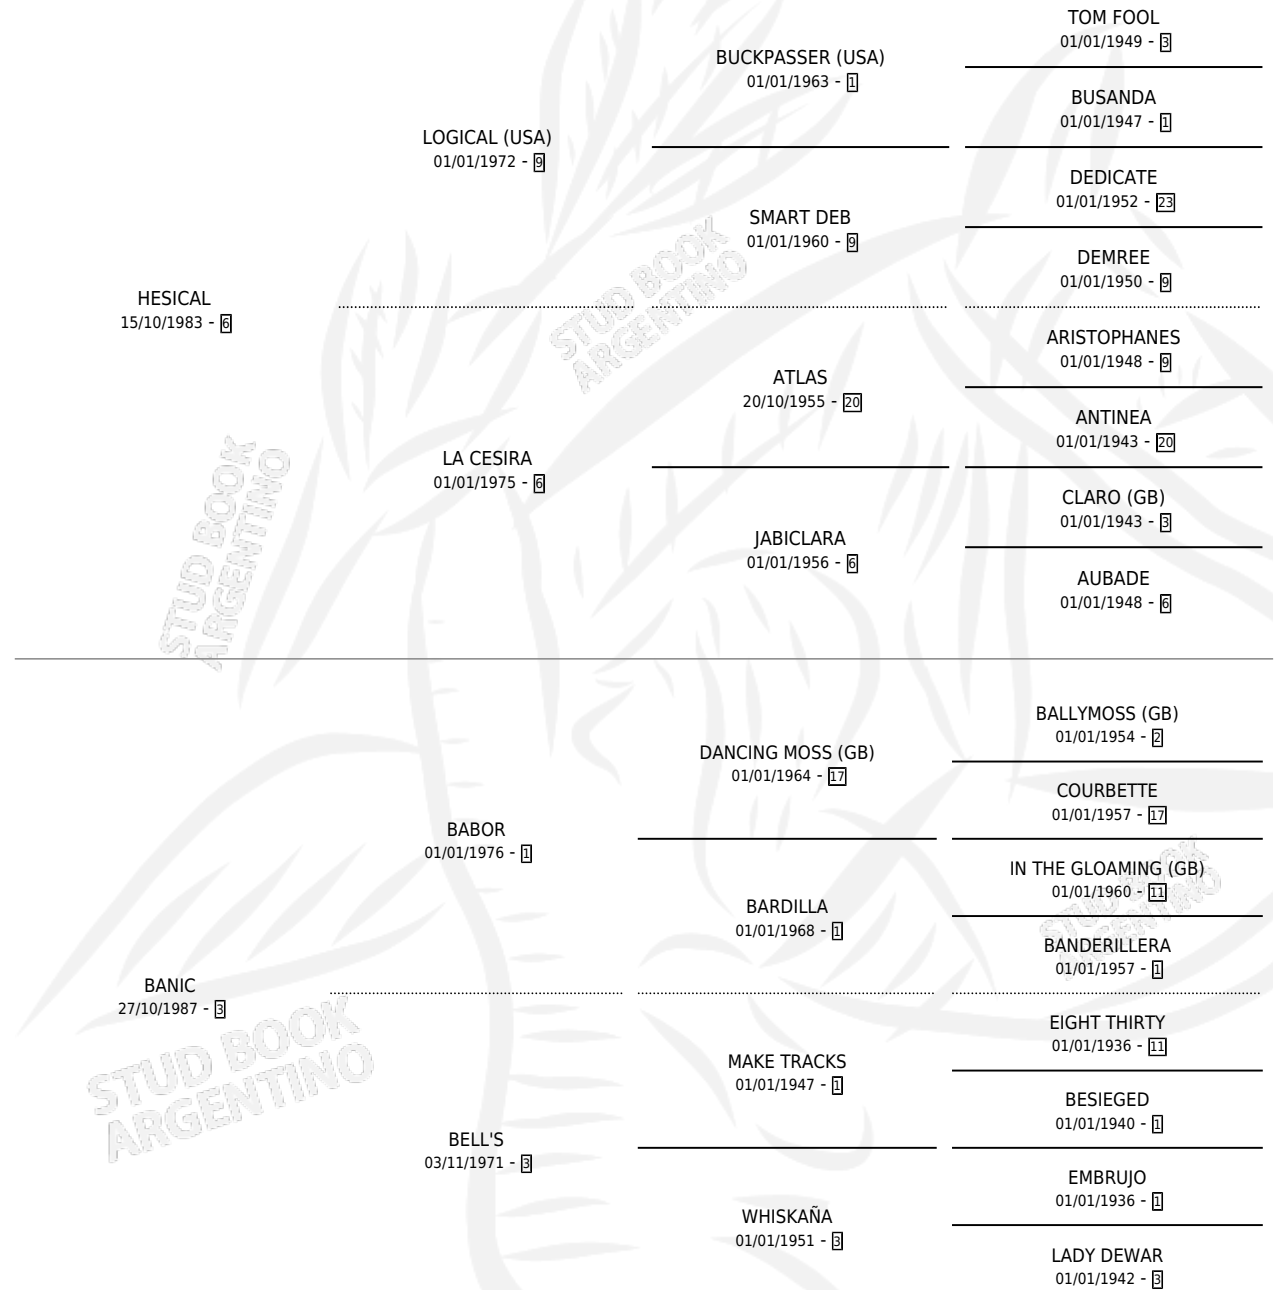 TOM FOOL
01/01/1949 - 3
BUCKPASSER (USA)
01/01/1963 - 1
BUSANDA
01/01/1947 - 1
LOGICAL (USA)
01/01/1972 - 9
DEDICATE
01/01/1952 - 23
SMART DEB
01/01/1960 - 9
DEMREE
01/01/1950 - 9
HESICAL
15/10/1983 - 6
ARISTOPHANES
01/01/1948 - 9
ATLAS
20/10/1955 - 20
ANTINEA
01/01/1943 - 20
LA CESIRA
01/01/1975 - 6
CLARO (GB)
01/01/1943 - 3
JABICLARA
01/01/1956 - 6
AUBADE
01/01/1948 - 6
STUD BOOK
ARGENTINO
STUD BOOK
ARGENTINO
BALLYMOSS (GB)
01/01/1954 - 2
DANCING MOSS (GB)
01/01/1964 - 17
COURBETTE
01/01/1957 - 17
BABOR
01/01/1976 - 1
IN THE GLOAMING (GB)
01/01/1960 - 11
BARDILLA
01/01/1968 - 1
BANDERILLERA
01/01/1957 - 1
BANIC
27/10/1987 - 3
EIGHT THIRTY
01/01/1936 - 11
MAKE TRACKS
01/01/1947 - 1
BESIEGED
01/01/1940 - 1
BELL'S
03/11/1971 - 3
EMBRUJO
01/01/1936 - 1
WHISKAÑA
01/01/1951 - 3
LADY DEWAR
01/01/1942 - 3
STUD BOOK
ARGENTINO
STUD BOOK
ARGENTINO